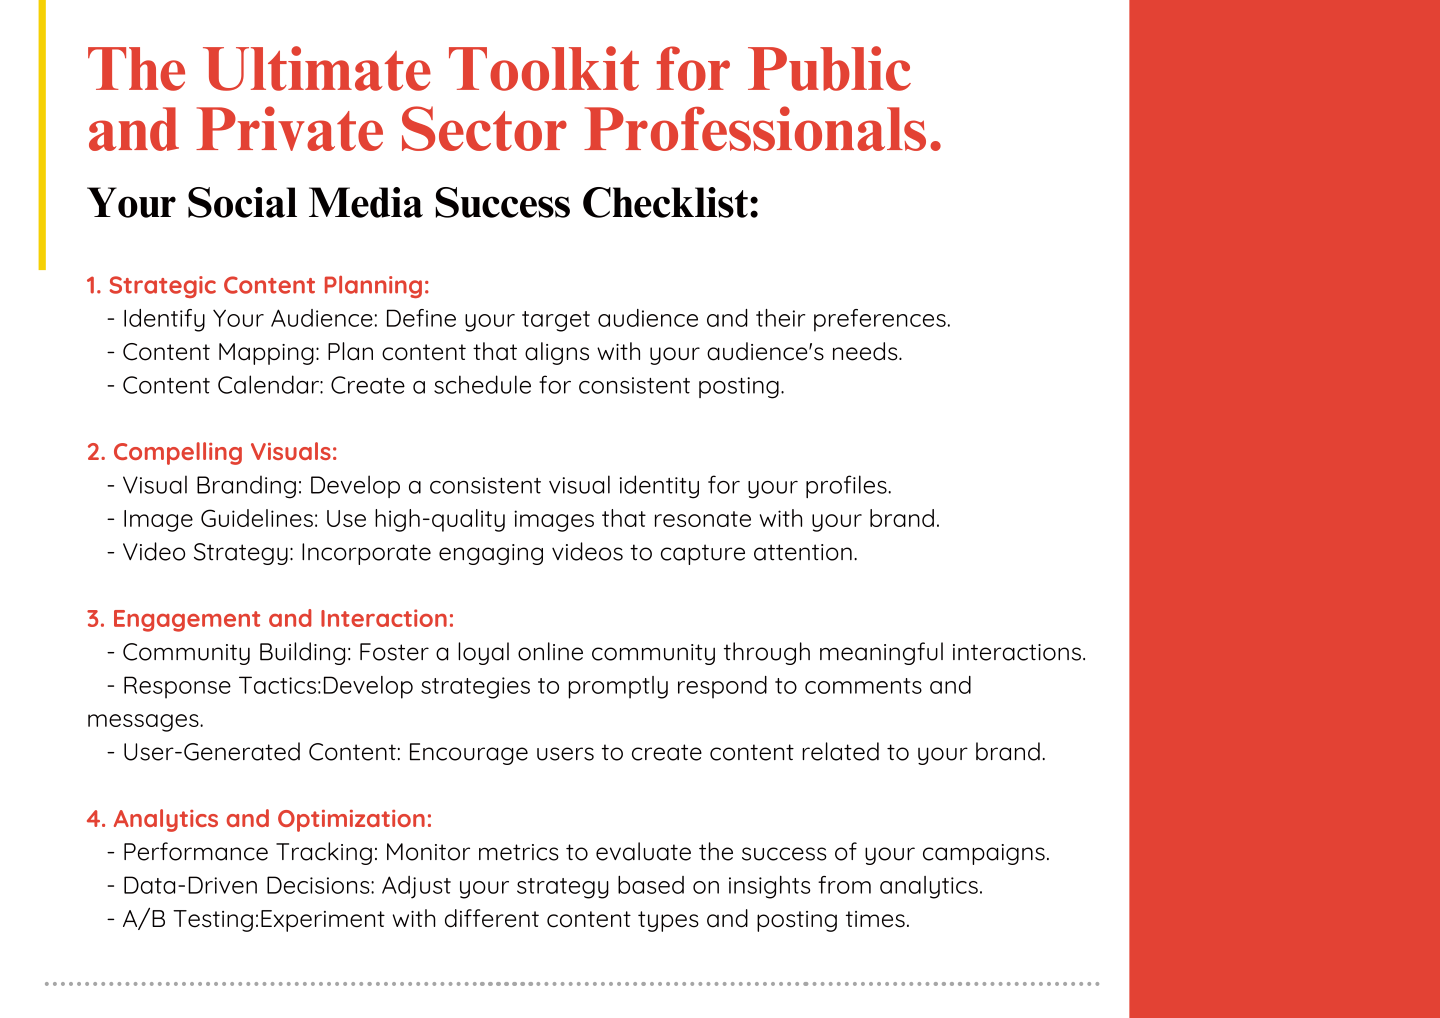 The Ultimate Toolkit for Public
and Private Sector Professionals.
Your Social Media Success Checklist:
1. Strategic Content Planning:
- Identify Your Audience: Define your target audience and their preferences.
- Content Mapping: Plan content that aligns with your audience's needs.
- Content Calendar: Create a schedule for consistent posting.
2. Compelling Visuals:
- Visual Branding: Develop a consistent visual identity for your profiles.
- Image Guidelines: Use high-quality images that resonate with your brand.
- Video Strategy: Incorporate engaging videos to capture attention.
3. Engagement and Interaction:
- Community Building: Foster a loyal online community through meaningful interactions.
- Response Tactics:Develop strategies to promptly respond to comments and
messages.
- User-Generated Content: Encourage users to create content related to your brand.
4. Analytics and Optimization:
- Performance Tracking: Monitor metrics to evaluate the success of your campaigns.
- Data-Driven Decisions: Adjust your strategy based on insights from analytics.
- A/B Testing:Experiment with different content types and posting times.